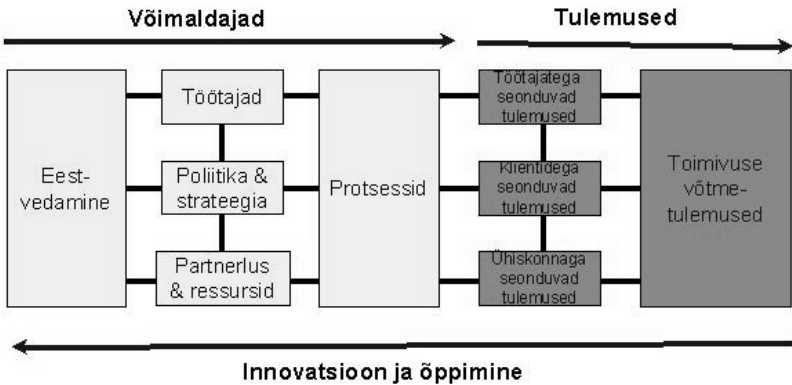 Võimaldajad
Tulemused
Eest-
vedamine
Töötajad
Poliitika &
strateegia
Partnerlus
& ressursid
Protsessid
Töötajatega
seonduvad
tulemused
Klientidega
seonduvad
tulemused
Ühiskonnaga
seonduvad
tulemused
Toimivuse
võtme-
tulemused
Innovatsioon ja õppimine